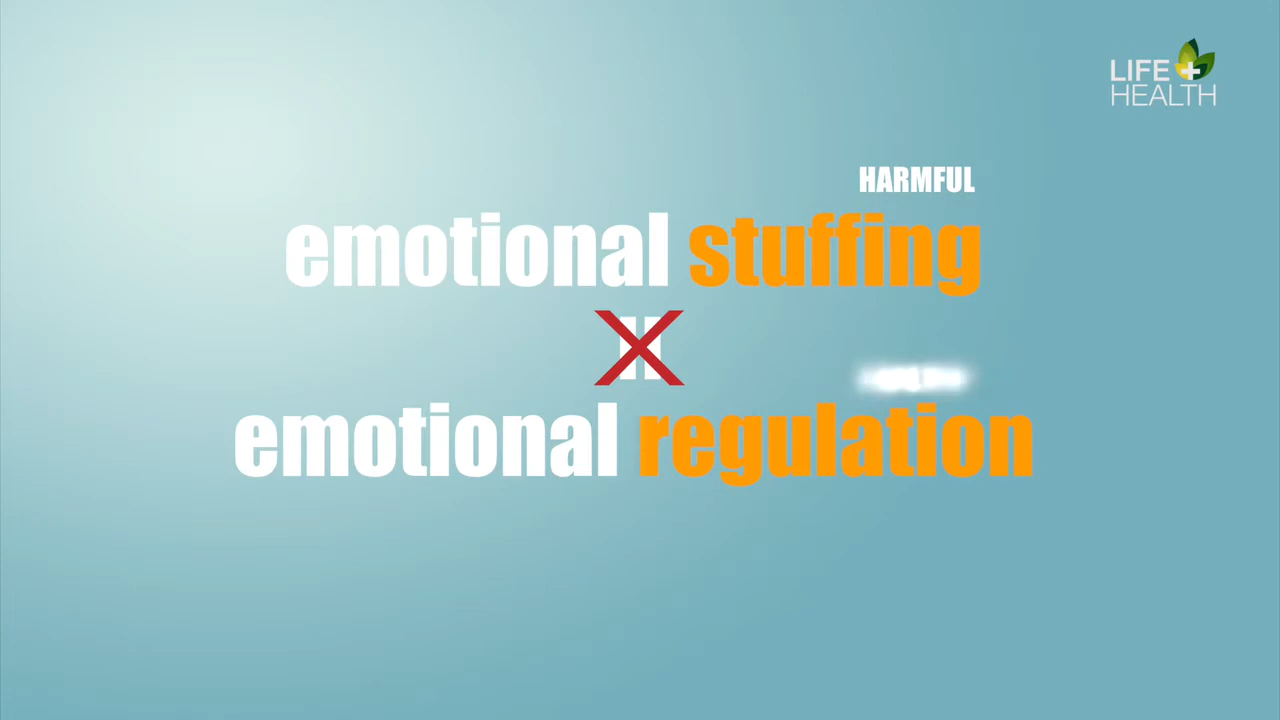 LIFE
HEALTH
HARMFUL
emotional stuffing
emotional regulation